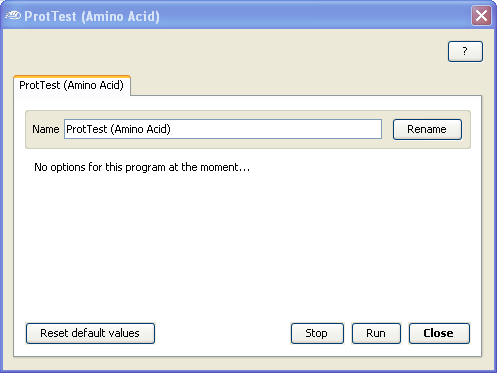 ProtTest (Amino Acid)
?
ProtTest (Amino Acid)
Name ProtTest (Amino Acid) Rename
No options for this program at the moment...
Reset default values Stop Run Close